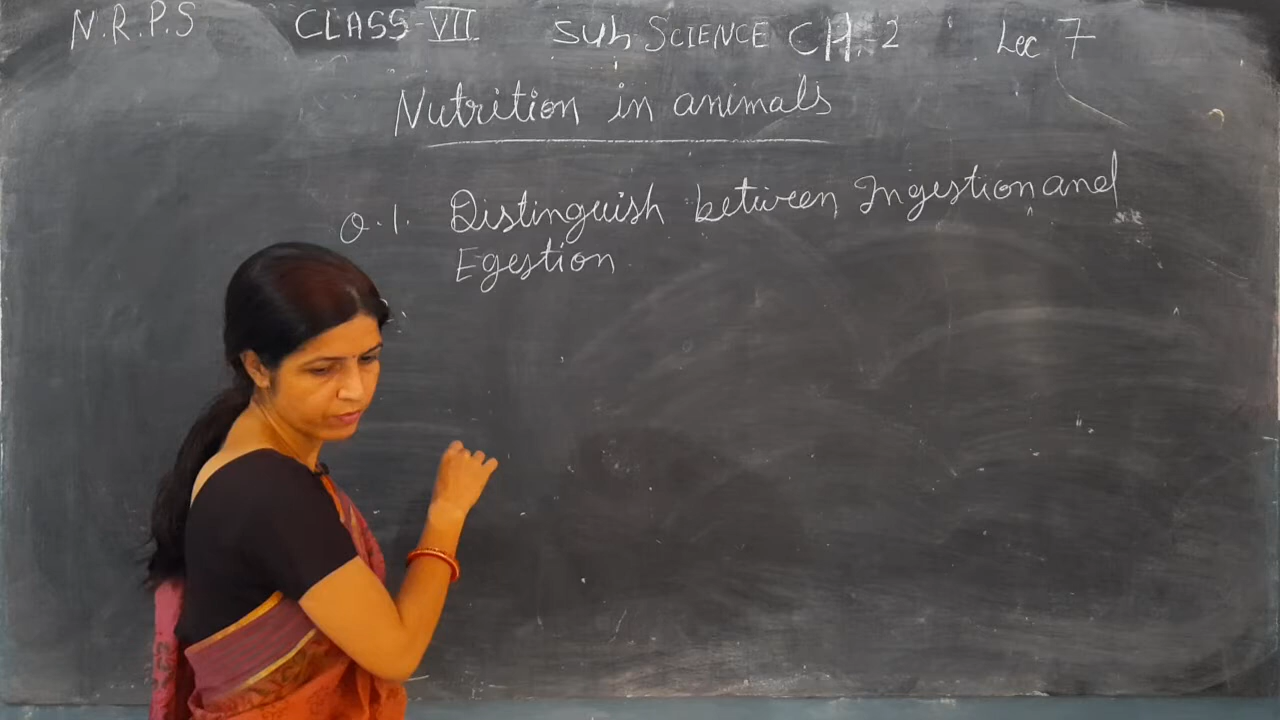 N.R.P.S CLASS-VII Sub SCIENCE CH-2 Lec 7
Nutrition in animals
Q.1. Distinguish between Ingestion and
Egestion